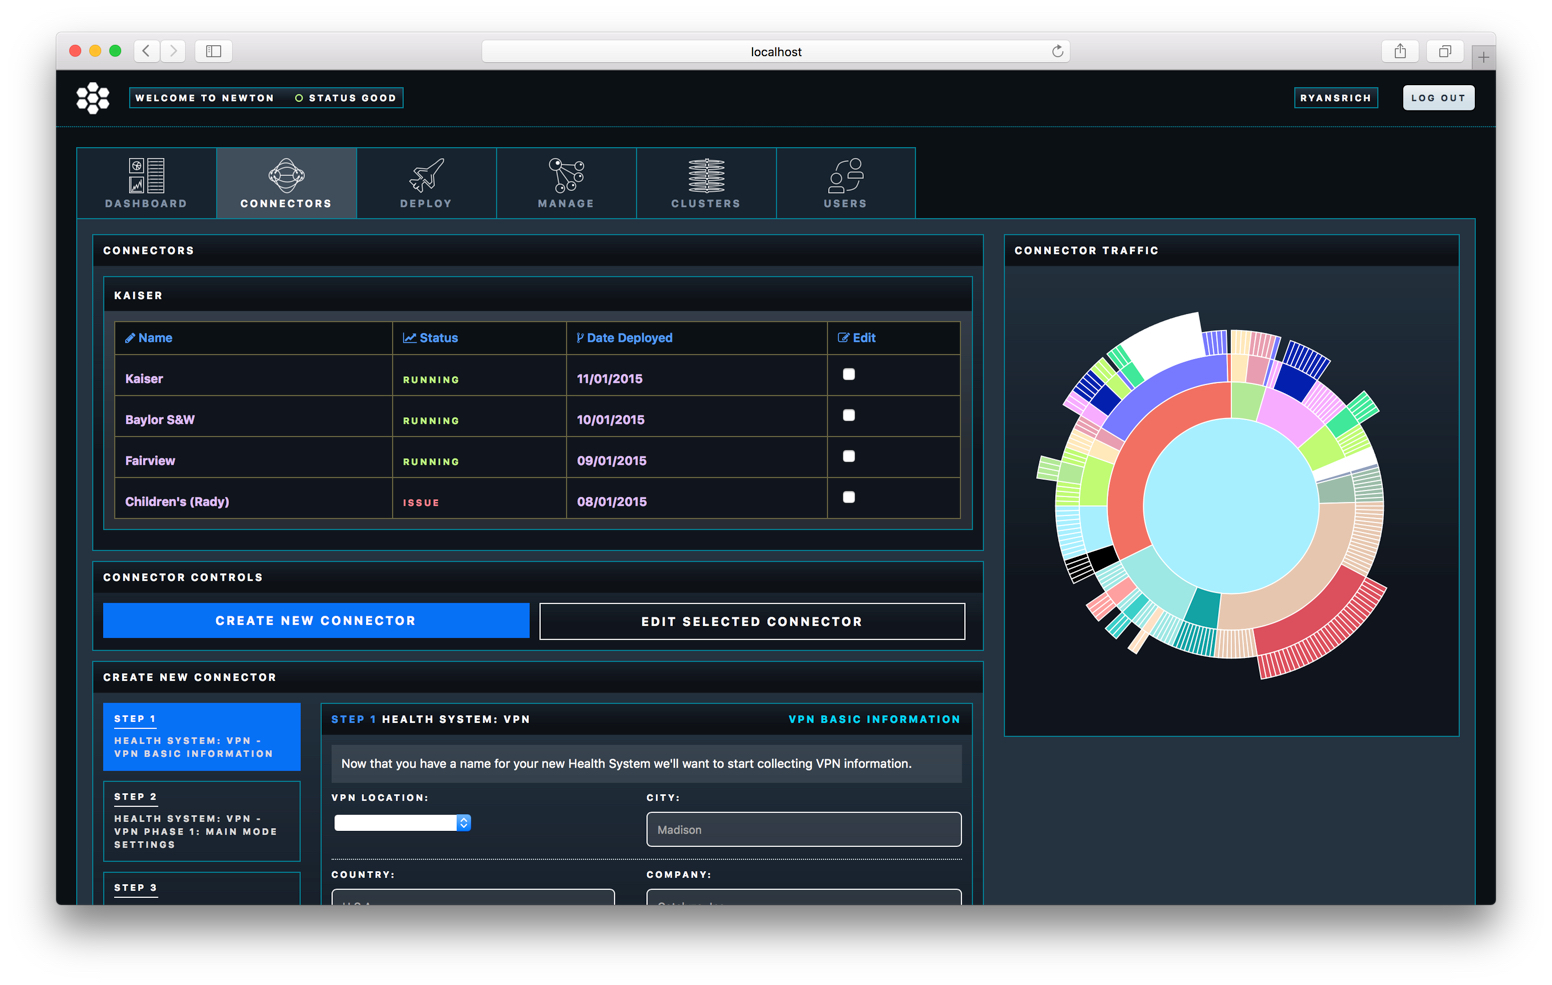 localhost
WELCOME TO NEWTON STATUS GOOD
RYANSRICH
LOG OUT
DASHBOARD
CONNECTORS
DEPLOY
MANAGE
CLUSTERS
USERS
CONNECTORS
KAISER
Name Status Date Deployed Edit
Kaiser RUNNING 11/01/2015
Baylor S&W RUNNING 10/01/2015
Fairview RUNNING 09/01/2015
Children's (Rady) ISSUE 08/01/2015
CONNECTOR TRAFFIC
CONNECTOR CONTROLS
CREATE NEW CONNECTOR
EDIT SELECTED CONNECTOR
CREATE NEW CONNECTOR
STEP 1
HEALTH SYSTEM: VPN -
VPN BASIC INFORMATION
STEP 2
HEALTH SYSTEM: VPN -
VPN PHASE 1: MAIN MODE
SETTINGS
STEP 3
STEP 1 HEALTH SYSTEM: VPN
VPN BASIC INFORMATION
Now that you have a name for your new Health System we'll want to start collecting VPN information.
VPN LOCATION:
CITY:
Madison
COUNTRY:
COMPANY: